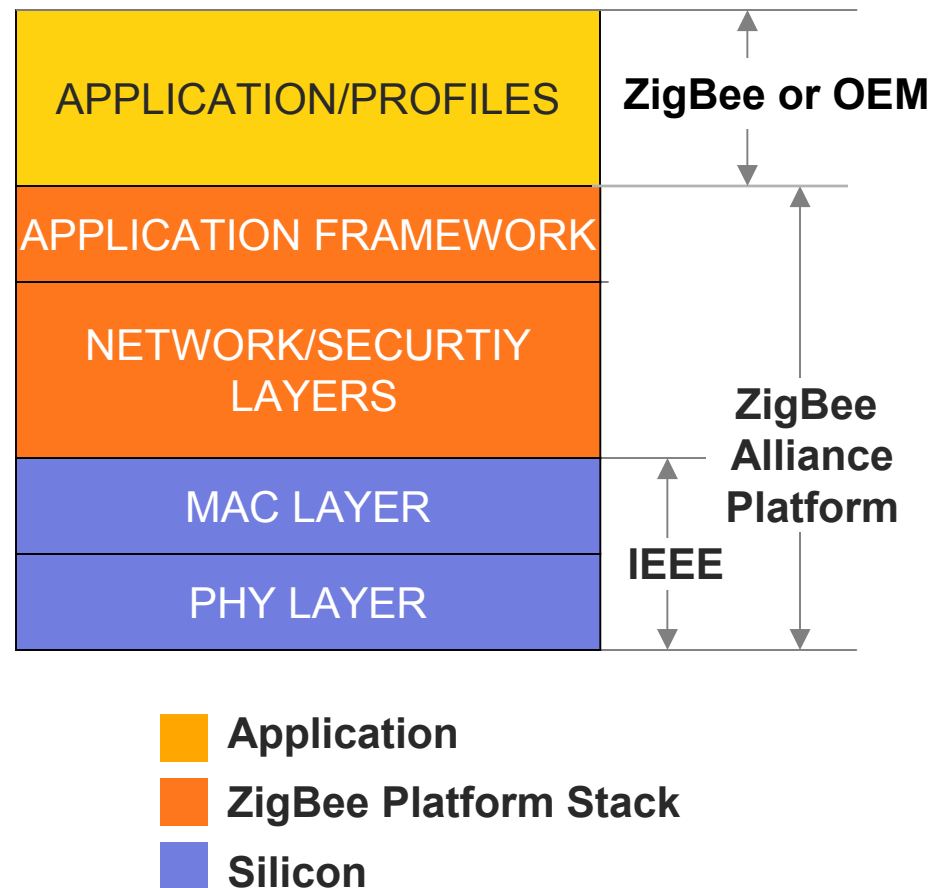 APPLICATION/PROFILES
ZigBee or OEM
APPLICATION FRAMEWORK
NETWORK/SECURTIY
LAYERS
ZigBee
Alliance
Platform
MAC LAYER
IEEE
PHY LAYER
Application
ZigBee Platform Stack
Silicon